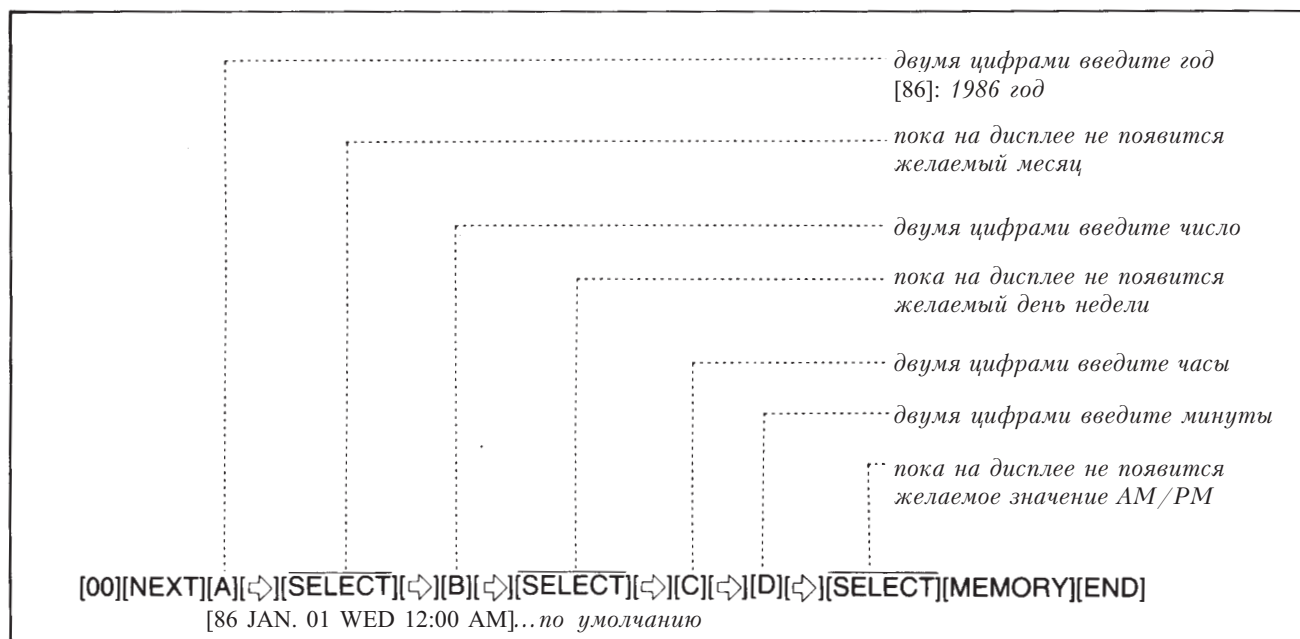 двумя цифрами введите год
[86]: 1986 год
пока на дисплее не появится
желаемый месяц
двумя цифрами введите число
пока на дисплее не появится
желаемый день недели
двумя цифрами введите часы
двумя цифрами введите минуты
пока на дисплее не появится
желаемое значение AM/PM
[00][NEXT][A][⇨][SELECT][⇨][B][⇨][SELECT][⇨][C][⇨][D][⇨][SELECT][MEMORY][END]
[86 JAN. 01 WED 12:00 AM]...по умолчанию